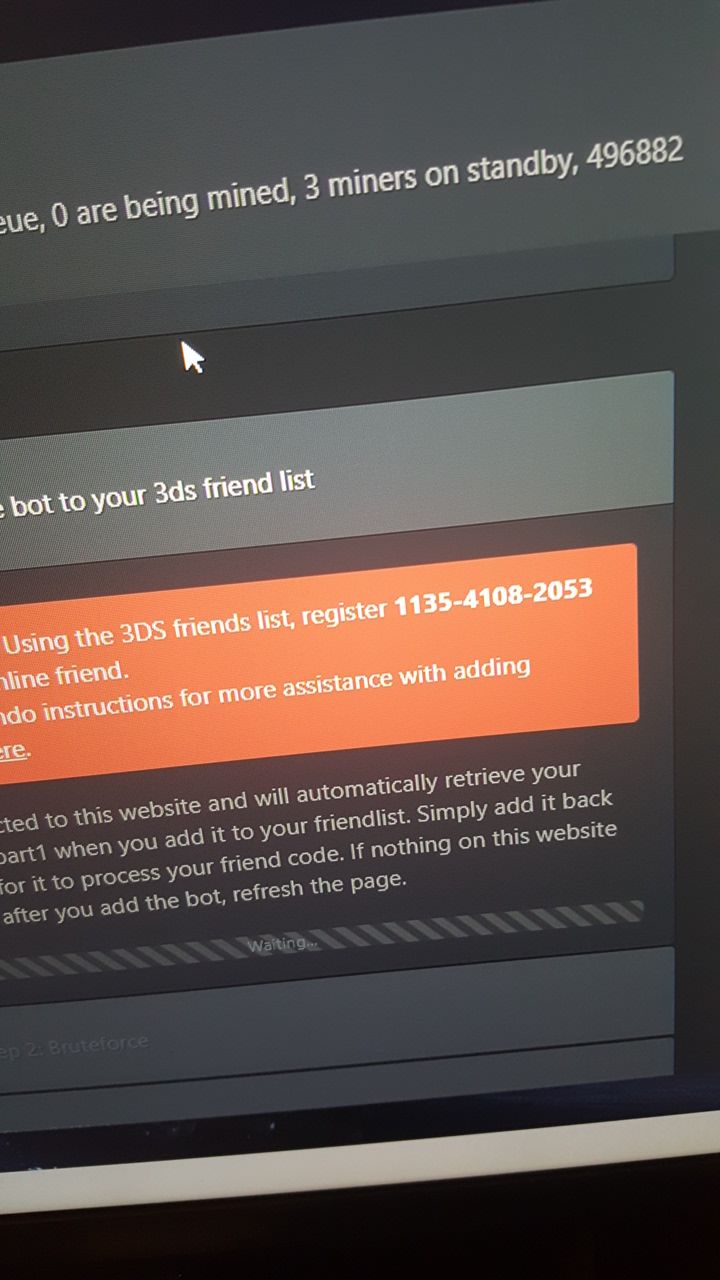 eue, 0 are being mined, 3 miners on standby, 496882
bot to your 3ds friend list
Using the 3DS friends list, register 1135-4108-2053
nline friend.
ndo instructions for more assistance with adding
ere.
cted to this website and will automatically retrieve your
part1 when you add it to your friendlist. Simply add it back
for it to process your friend code. If nothing on this website
after you add the bot, refresh the page.
Waiting...
ep 2: Bruteforce